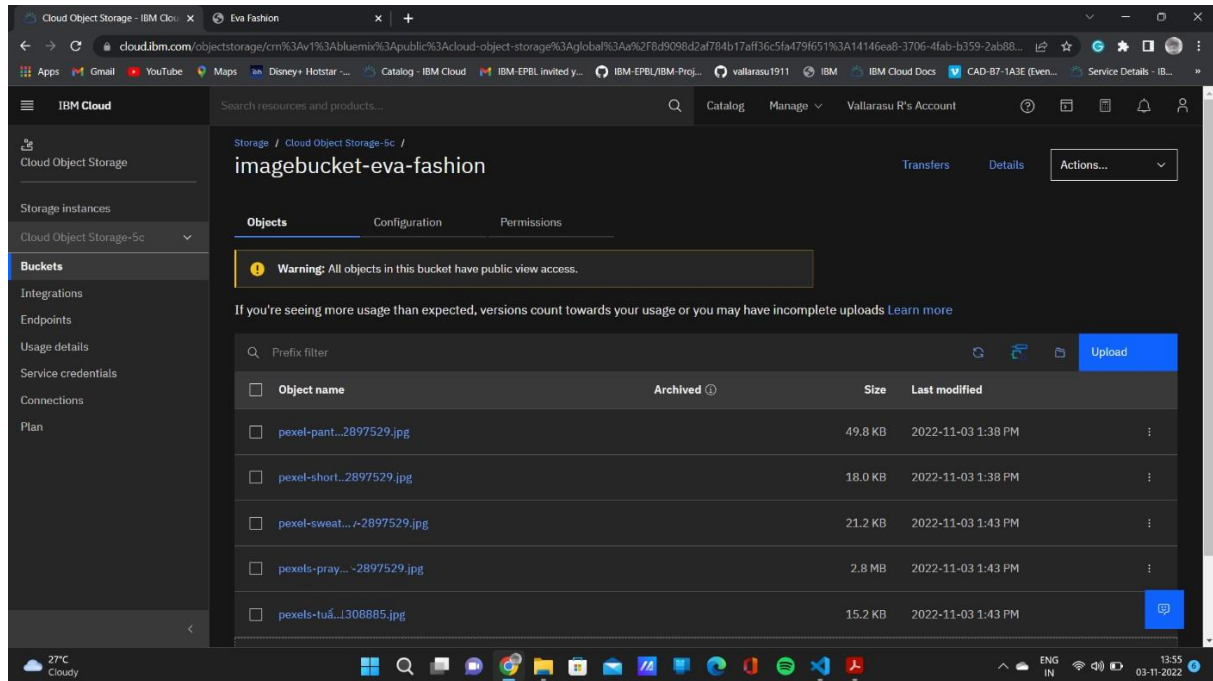 Cloud Object Storage - IBM Clou
Eva Fashion
cloud.ibm.com/objectstorage/crn%3Av1%3Abluemix%3Apublic%3Acloud-object-storage%3Aglobal%3Aa%2F8d9098d2af784b17aff36c5fa479f651%3A14146ea8-3706-4fab-b359-2ab88...
Apps Gmail YouTube Maps Disney+ Hotstar -... Catalog - IBM Cloud IBM-EPBL invited y... IBM-EPBL/IBM-Proj... vallarasu1911 IBM IBM Cloud Docs CAD-B7-1A3E (Even... Service Details - IB... »
IBM Cloud
Search resources and products...
Catalog Manage Vallarasu R's Account
Cloud Object Storage
Storage instances
Cloud Object Storage-5c
Buckets
Integrations
Endpoints
Usage details
Service credentials
Connections
Plan
Storage / Cloud Object Storage-5c /
imagebucket-eva-fashion
Transfers Details Actions...
Objects Configuration Permissions
Warning: All objects in this bucket have public view access.
If you're seeing more usage than expected, versions count towards your usage or you may have incomplete uploads Learn more
Prefix filter
Upload
Object name Archived Size Last modified
pexel-pant...2897529.jpg 49.8 KB 2022-11-03 1:38 PM
pexel-short..2897529.jpg 18.0 KB 2022-11-03 1:38 PM
pexel-sweat... -2897529.jpg 21.2 KB 2022-11-03 1:43 PM
pexels-pray... -2897529.jpg 2.8 MB 2022-11-03 1:43 PM
pexels-tuấ...308885.jpg 15.2 KB 2022-11-03 1:43 PM
27°C
Cloudy
ENG
IN
13:55
03-11-2022
6